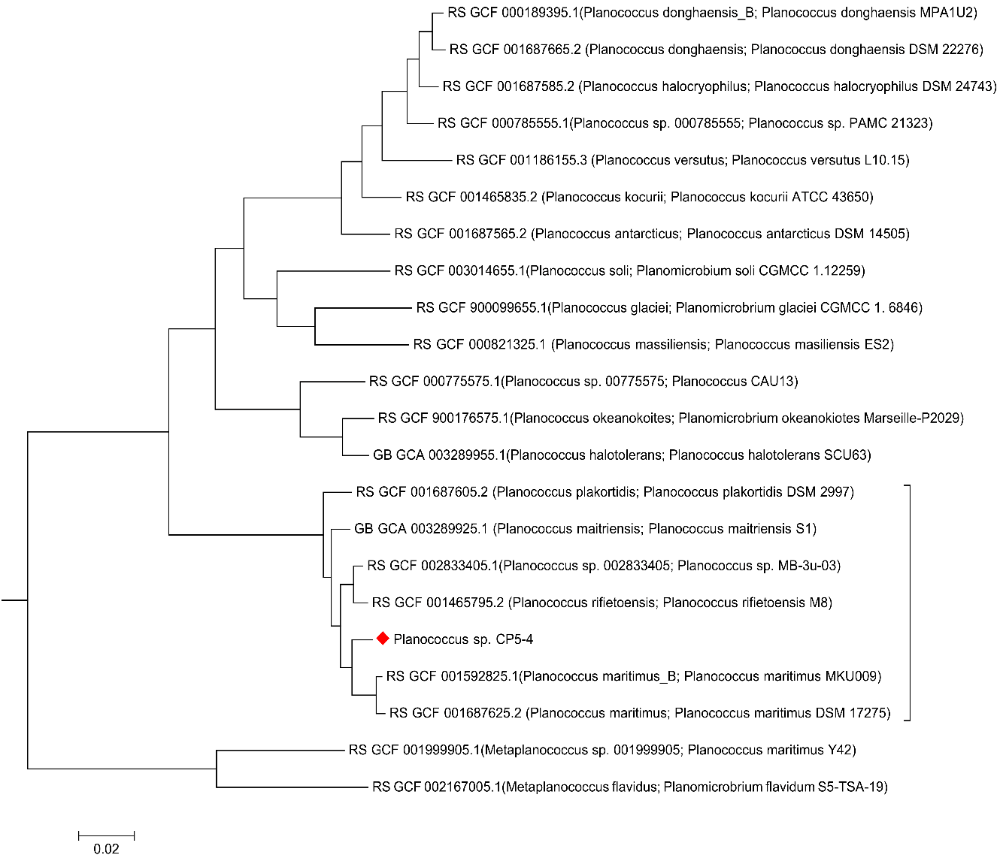 RS GCF 000189395.1(Planococcus donghaensis_B; Planococcus donghaensis MPA1U2)
RS GCF 001687665.2 (Planococcus donghaensis; Planococcus donghaensis DSM 22276)
RS GCF 001687585.2 (Planococcus halocryophilus; Planococcus halocryophilus DSM 24743)
RS GCF 000785555.1(Planococcus sp. 000785555; Planococcus sp. PAMC 21323)
RS GCF 001186155.3 (Planococcus versutus; Planococcus versutus L10.15)
RS GCF 001465835.2 (Planococcus kocurii; Planococcus kocurii ATCC 43650)
RS GCF 001687565.2 (Planococcus antarcticus; Planococcus antarcticus DSM 14505)
RS GCF 003014655.1(Planococcus soli; Planomicrobium soli CGMCC 1.12259)
RS GCF 900099655.1(Planococcus glaciei; Planomicrobrium glaciei CGMCC 1. 6846)
RS GCF 000821325.1 (Planococcus massiliensis; Planococcus masiliensis ES2)
RS GCF 000775575.1(Planococcus sp. 00775575; Planococcus CAU13)
RS GCF 900176575.1(Planococcus okeanokoites; Planomicrobrium okeanokiotes Marseille-P2029)
GB GCA 003289955.1(Planococcus halotolerans; Planococcus halotolerans SCU63)
RS GCF 001687605.2 (Planococcus plakortidis; Planococcus plakortidis DSM 2997)
GB GCA 003289925.1 (Planococcus maitriensis; Planococcus maitriensis S1)
RS GCF 002833405.1(Planococcus sp. 002833405; Planococcus sp. MB-3u-03)
RS GCF 001465795.2 (Planococcus rifietoensis; Planococcus rifietoensis M8)
Planococcus sp. CP5-4
RS GCF 001592825.1(Planococcus maritimus_B; Planococcus maritimus MKU009)
RS GCF 001687625.2 (Planococcus maritimus; Planococcus maritimus DSM 17275)
RS GCF 001999905.1(Metaplanococcus sp. 001999905; Planococcus maritimus Y42)
RS GCF 002167005.1(Metaplanococcus flavidus; Planomicrobrium flavidum S5-TSA-19)
0.02